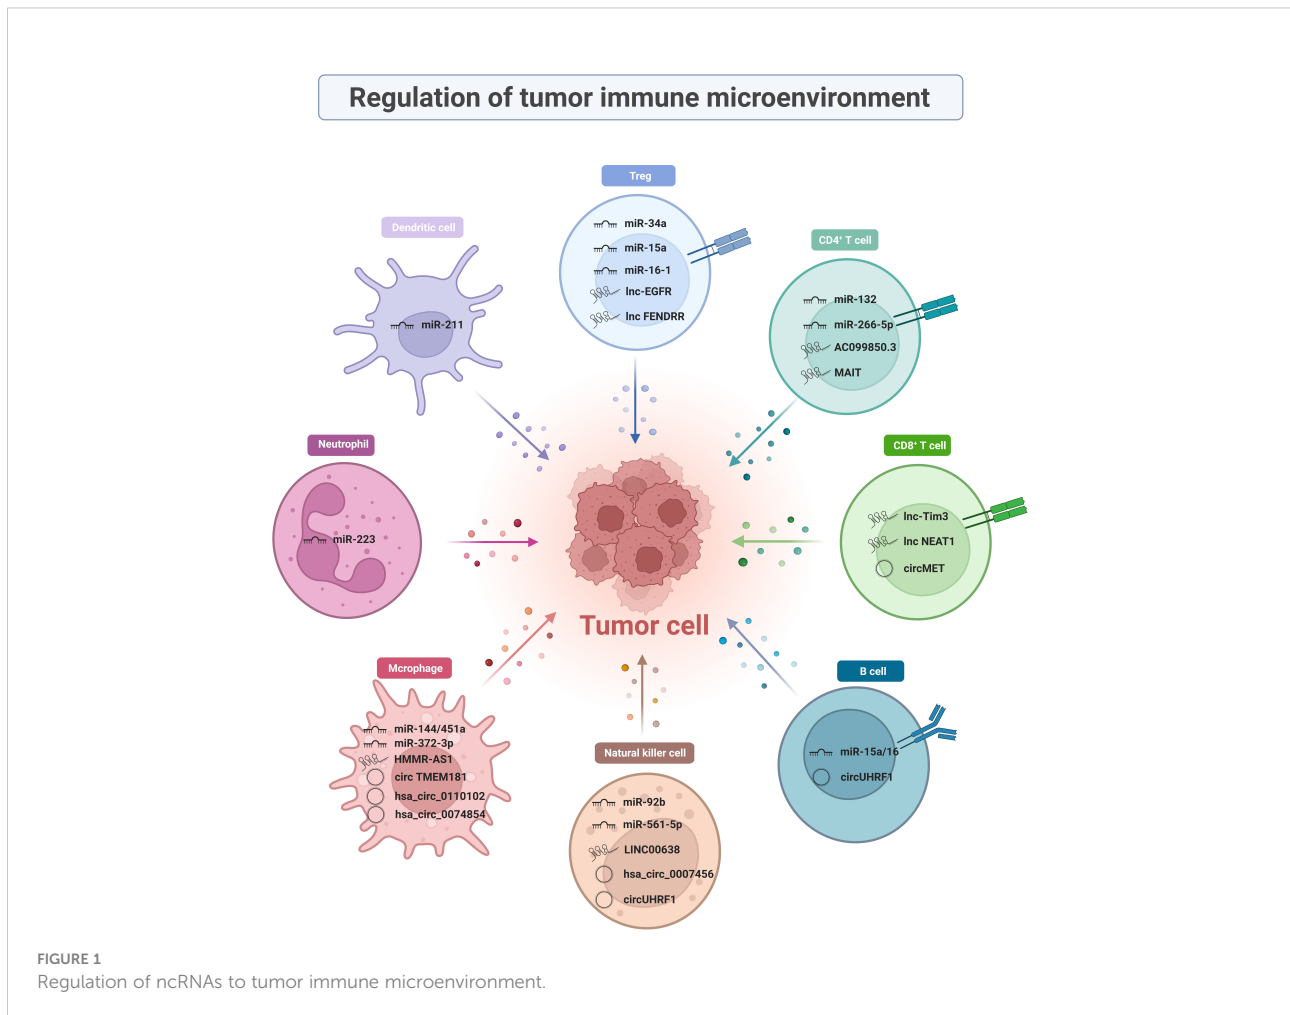 Regulation of tumor immune microenvironment
Treg
miR-34a
miR-15a
miR-16-1
lnc-EGFR
lnc FENDRR
Dendritic cell
miR-211
CD4⁺ T cell
miR-132
miR-266-5p
AC099850.3
MAIT
Neutrophil
miR-223
CD8⁺ T cell
lnc-Tim3
lnc NEAT1
circMET
Tumor cell
Mcrophage
miR-144/451a
miR-372-3p
HMMR-AS1
circ TMEM181
hsa_circ_0110102
hsa_circ_0074854
B cell
miR-15a/16
circUHRF1
Natural killer cell
miR-92b
miR-561-5p
LINC00638
hsa_circ_0007456
circUHRF1
FIGURE 1
Regulation of ncRNAs to tumor immune microenvironment.